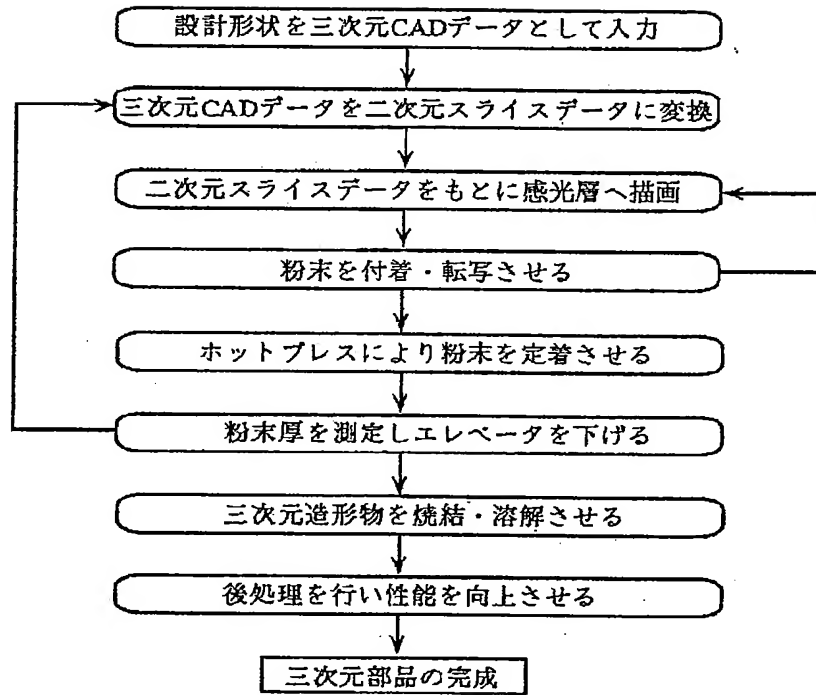 設計形状を三次元CADデータとして入力
三次元CADデータを二次元スライスデータに変換
二次元スライスデータをもとに感光層へ描画
粉末を付着・転写させる
ホットプレスにより粉末を定着させる
粉末厚を測定しエレベータを下げる
三次元造形物を焼結・溶解させる
後処理を行い性能を向上させる
三次元部品の完成